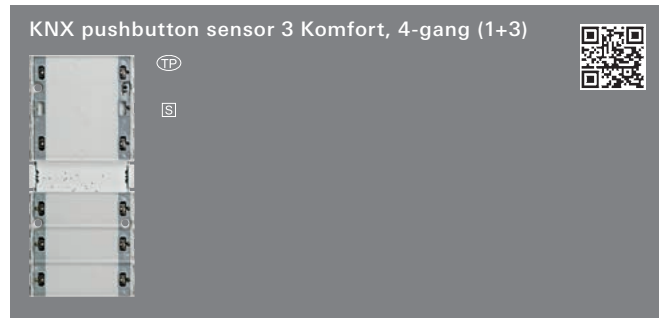 KNX pushbutton sensor 3 Komfort, 4-gang (1+3)
TP
S